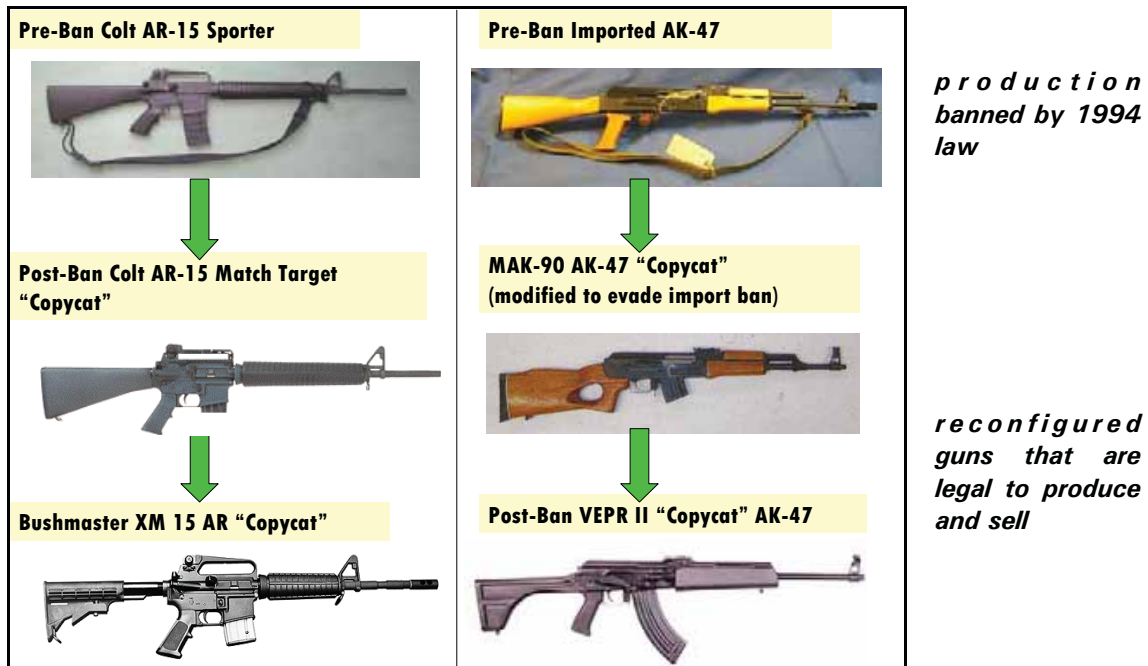 Pre-Ban Colt AR-15 Sporter
Pre-Ban Imported AK-47
production
banned by 1994
law
Post-Ban Colt AR-15 Match Target
“Copycat”
MAK-90 AK-47 “Copycat”
(modified to evade import ban)
reconfigured
guns that are
legal to produce
and sell
Bushmaster XM 15 AR “Copycat”
Post-Ban VEPR II “Copycat” AK-47